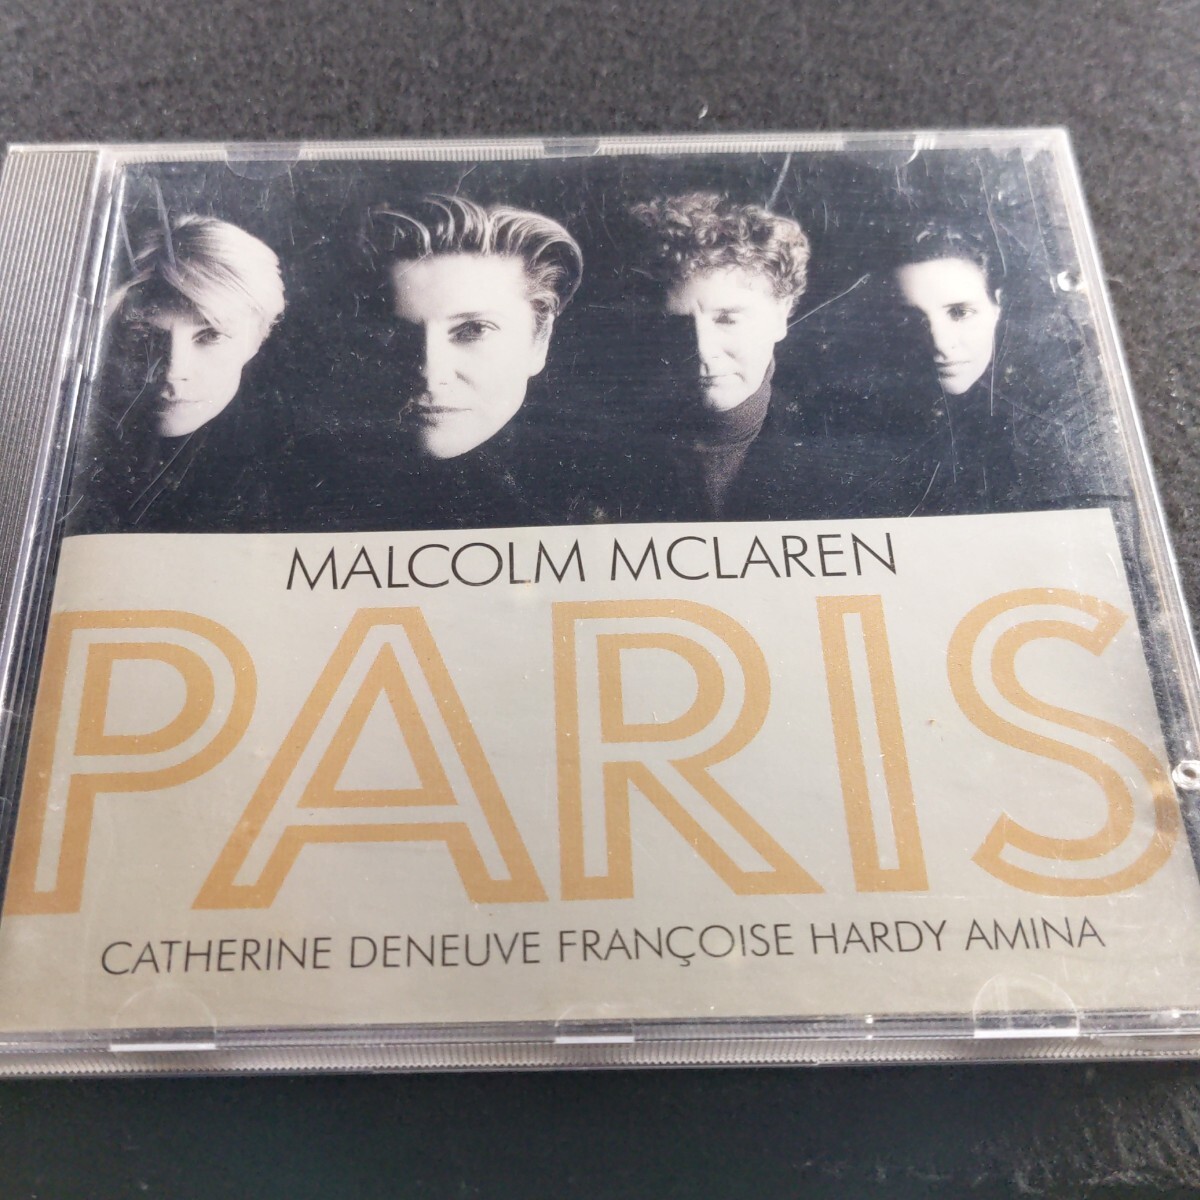 MALCOLM MCLAREN
PARIS
CATHERINE DENEUVE FRANÇOISE HARDY AMINA